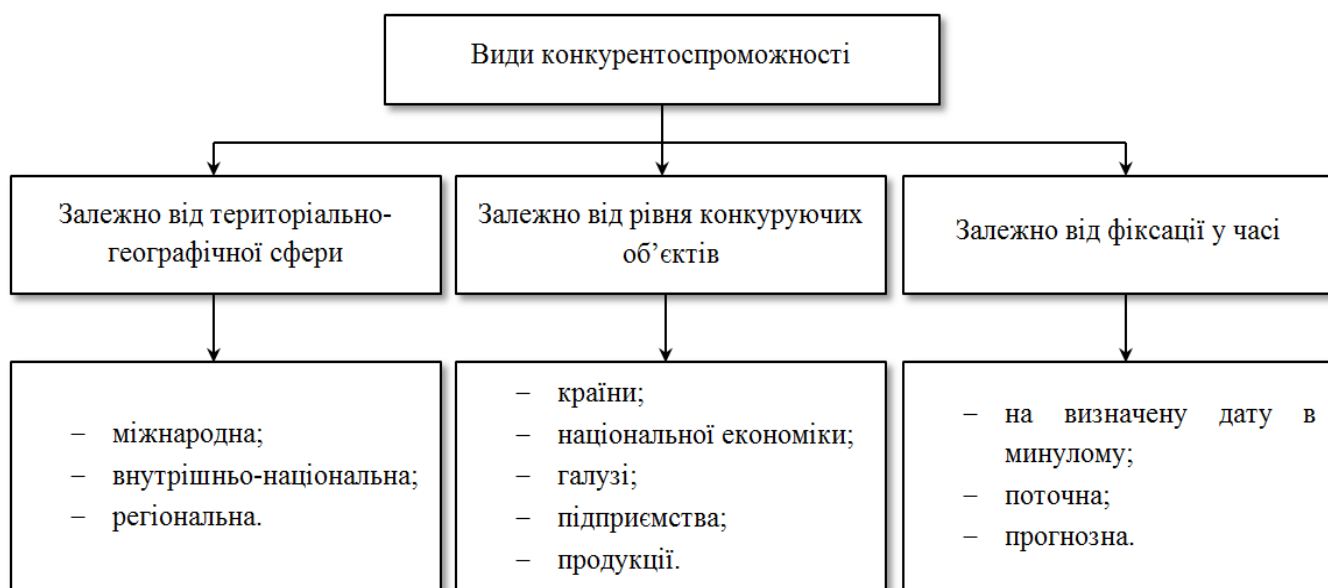 Види конкурентоспроможності
Залежно від територіально-
географічної сфери
Залежно від рівня конкуруючих
об’єктів
Залежно від фіксації у часі
− міжнародна;
− внутрішньо-національна;
− регіональна.
− країни;
− національної економіки;
− галузі;
− підприємства;
− продукції.
− на визначену дату в
минулому;
− поточна;
− прогнозна.